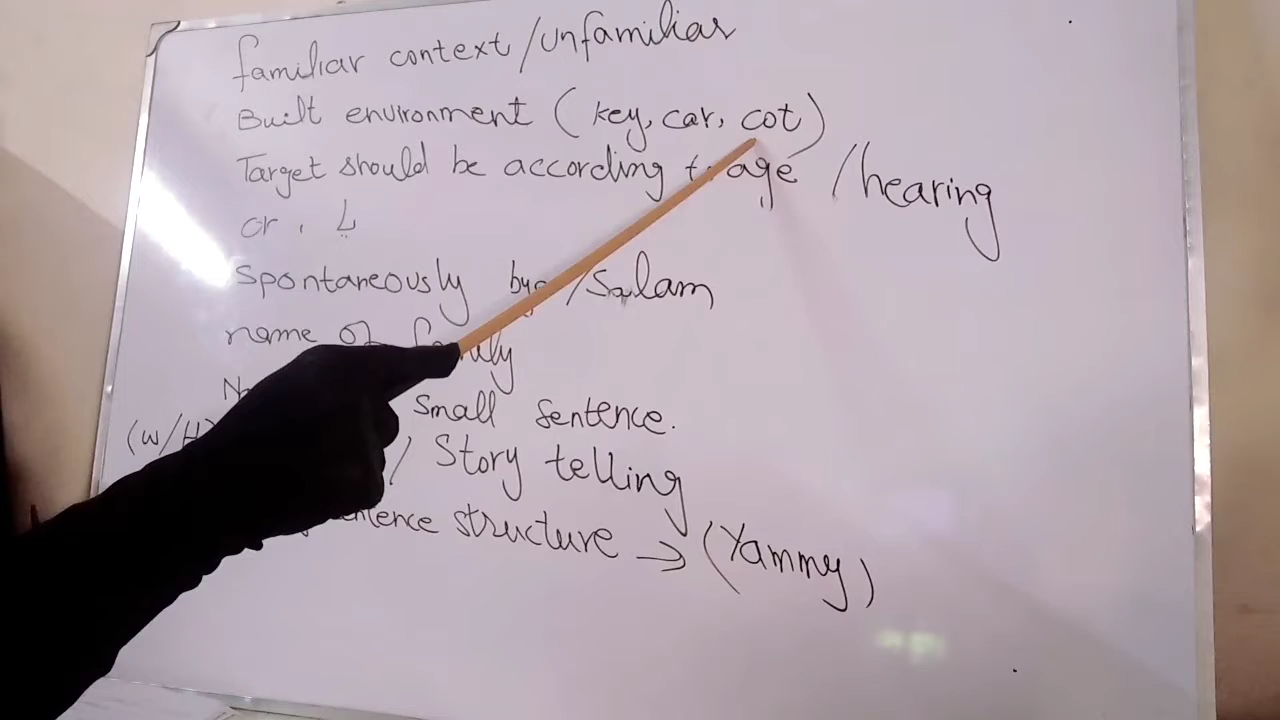 familiar context / unfamiliar
Built environment (key, car, cot)
Target should be according age / hearing
or, یا
Spontaneously bye / Salam
name of family
small sentence.
(W/H) / Story telling
sentence structure → (Yammy)